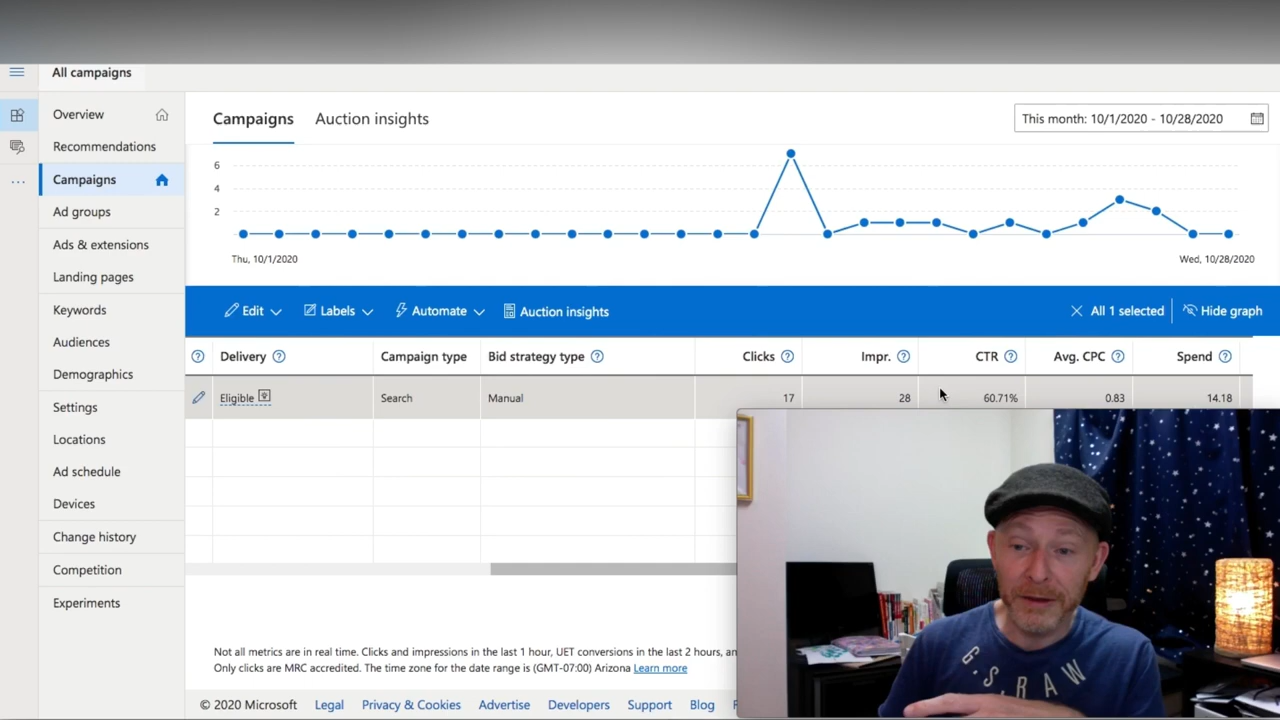 All campaigns
Overview
Recommendations
Campaigns
Ad groups
Ads & extensions
Landing pages
Keywords
Audiences
Demographics
Settings
Locations
Ad schedule
Devices
Change history
Competition
Experiments
Campaigns Auction insights
This month: 10/1/2020 - 10/28/2020
6
4
2
Thu, 10/1/2020 Wed, 10/28/2020
Edit Labels Automate Auction insights All 1 selected Hide graph
Delivery Campaign type Bid strategy type Clicks Impr. CTR Avg. CPC Spend
Eligible Search Manual 17 28 60.71% 0.83 14.18
Not all metrics are in real time. Clicks and impressions in the last 1 hour, UET conversions in the last 2 hours,
Only clicks are MRC accredited. The time zone for the date range is (GMT-07:00) Arizona Learn more
© 2020 Microsoft Legal Privacy & Cookies Advertise Developers Support Blog
G.S.RAW